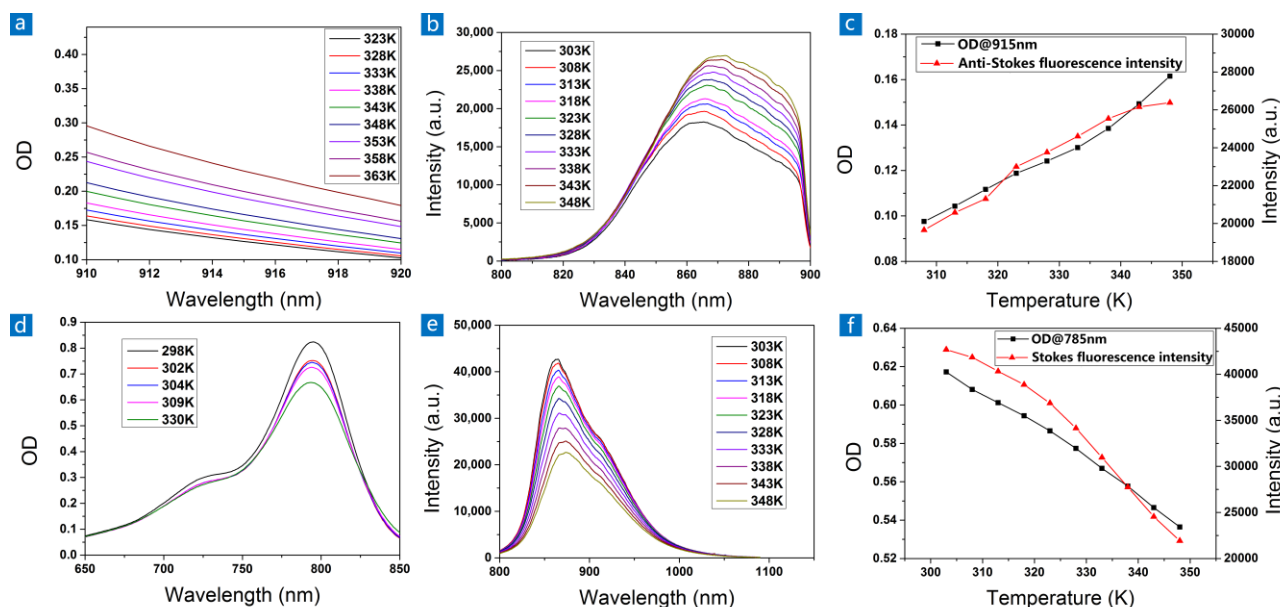 a
0.40
0.35
0.30
0.25
0.20
0.15
0.10
OD
910 912 914 916 918 920
Wavelength (nm)
323K
328K
333K
338K
343K
348K
353K
358K
363K
b
30,000
25,000
20,000
15,000
10,000
5,000
0
Intensity (a.u.)
800 820 840 860 880 900
Wavelength (nm)
303K
308K
313K
318K
323K
328K
333K
338K
343K
348K
c
0.18
0.16
0.14
0.12
0.10
0.08
OD
30000
28000
26000
24000
22000
20000
18000
Intensity (a.u.)
310 320 330 340 350
Temperature (K)
OD@915nm
Anti-Stokes fluorescence intensity
d
0.9
0.8
0.7
0.6
0.5
0.4
0.3
0.2
0.1
0.0
OD
650 700 750 800 850
Wavelength (nm)
298K
302K
304K
309K
330K
e
50,000
40,000
30,000
20,000
10,000
0
Intensity (a.u.)
800 900 1000 1100
Wavelength (nm)
303K
308K
313K
318K
323K
328K
333K
338K
343K
348K
f
0.64
0.62
0.60
0.58
0.56
0.54
0.52
OD
45000
40000
35000
30000
25000
20000
Intensity (a.u.)
300 310 320 330 340 350
Temperature (K)
OD@785nm
Stokes fluorescence intensity